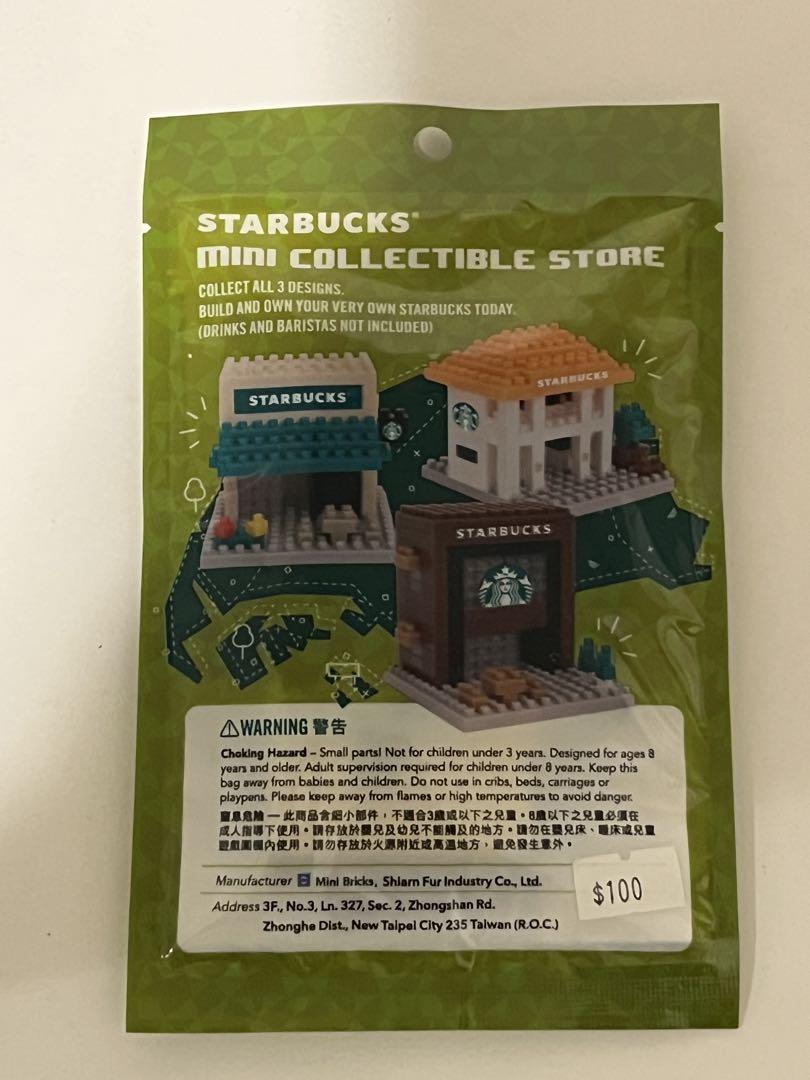 STARBUCKS®
MINI COLLECTIBLE STORE
COLLECT ALL 3 DESIGNS.
BUILD AND OWN YOUR VERY OWN STARBUCKS TODAY.
(DRINKS AND BARISTAS NOT INCLUDED)
STARBUCKS
STARBUCKS
STARBUCKS
⚠WARNING 警告
Choking Hazard – Small parts! Not for children under 3 years. Designed for ages 8
years and older. Adult supervision required for children under 8 years. Keep this
bag away from babies and children. Do not use in cribs, beds, carriages or
playpens. Please keep away from flames or high temperatures to avoid danger.
窒息危險 — 此商品含細小部件，不適合3歲或以下之兒童。8歲以下之兒童必須在
成人指導下使用。請存放於嬰兒及幼兒不能觸及的地方。請勿在嬰兒床、睡床或兒童
遊戲圍欄內使用。請勿存放於火源附近或高溫地方，避免發生意外。
Manufacturer Mini Bricks, Shiam Fur Industry Co., Ltd.
$100
Address 3F., No.3, Ln. 327, Sec. 2, Zhongshan Rd.
Zhonghe Dist., New Taipei City 235 Taiwan (R.O.C.)